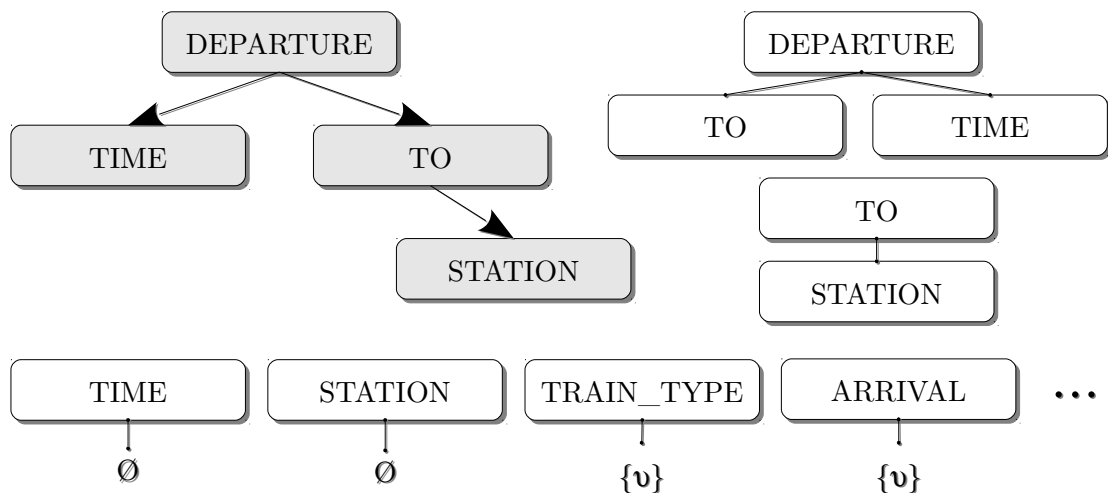 DEPARTURE DEPARTURE
TO TIME
TIME TO
TO
STATION
STATION
TIME STATION TRAIN_TYPE ARRIVAL ...
Ø Ø {υ} {υ}